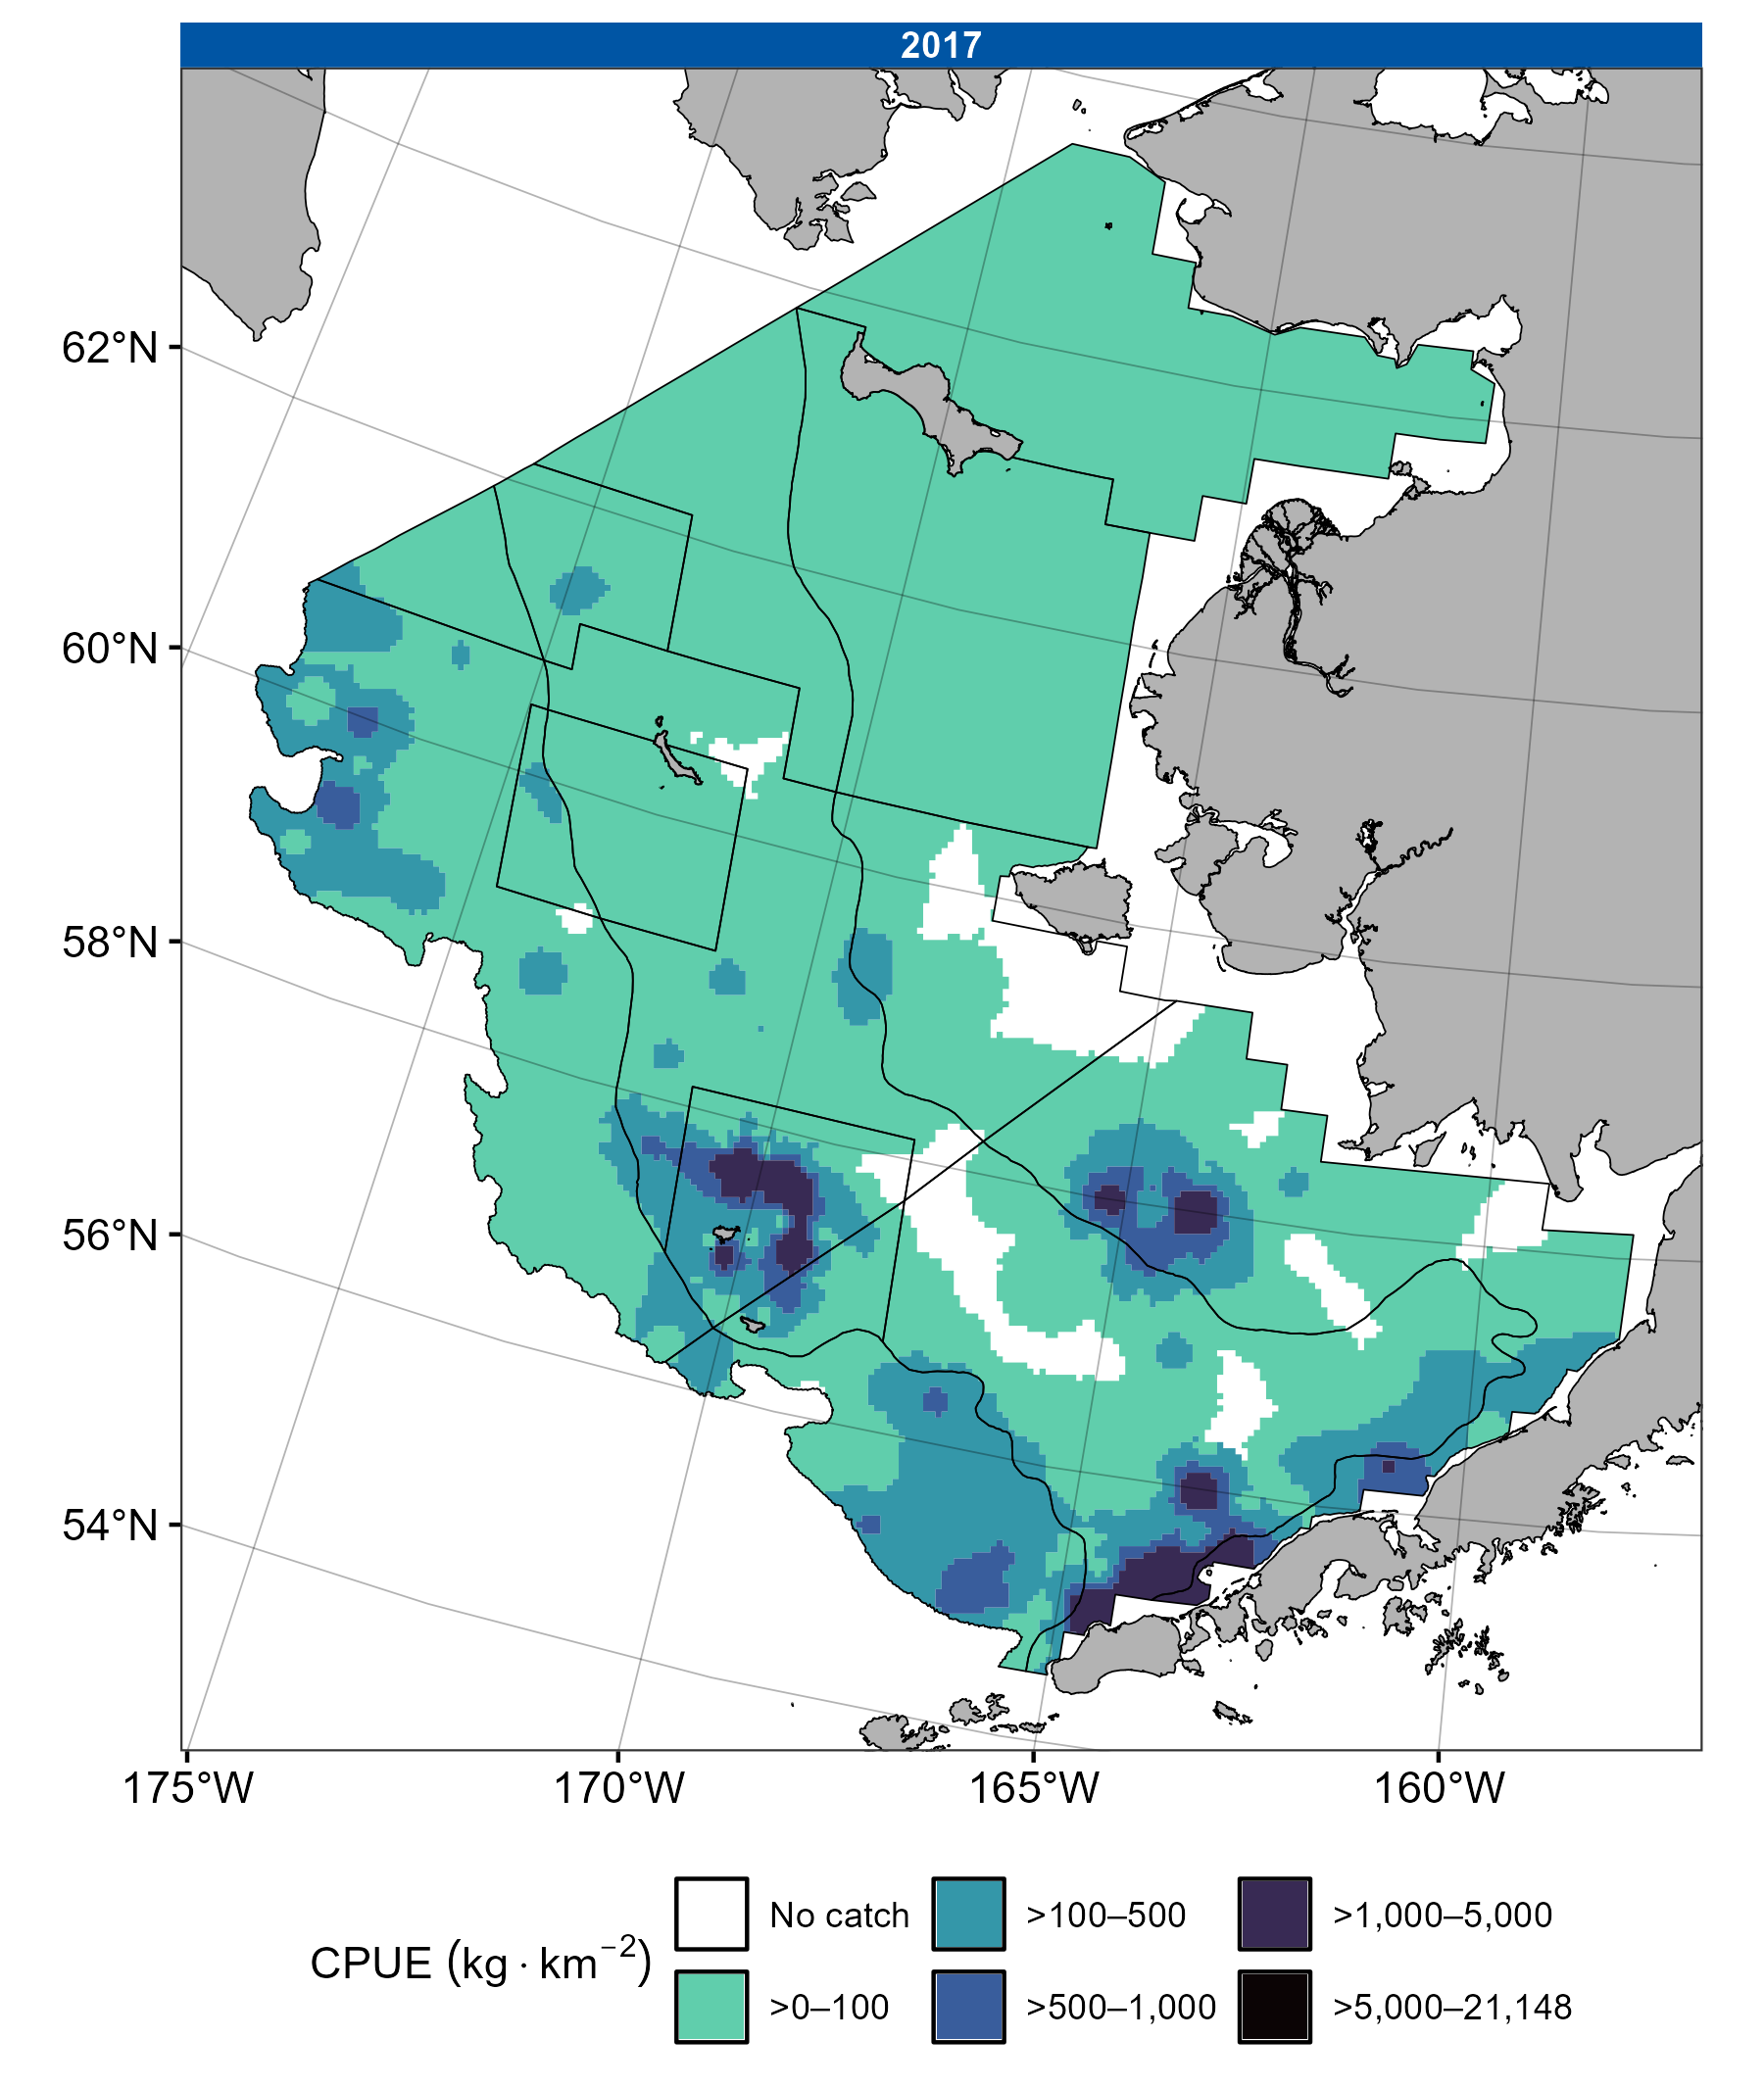 2017
62°N
60°N
58°N
56°N
54°N
175°W 170°W 165°W 160°W
CPUE (kg · km⁻²)
No catch >100–500 >1,000–5,000
>0–100 >500–1,000 >5,000–21,148